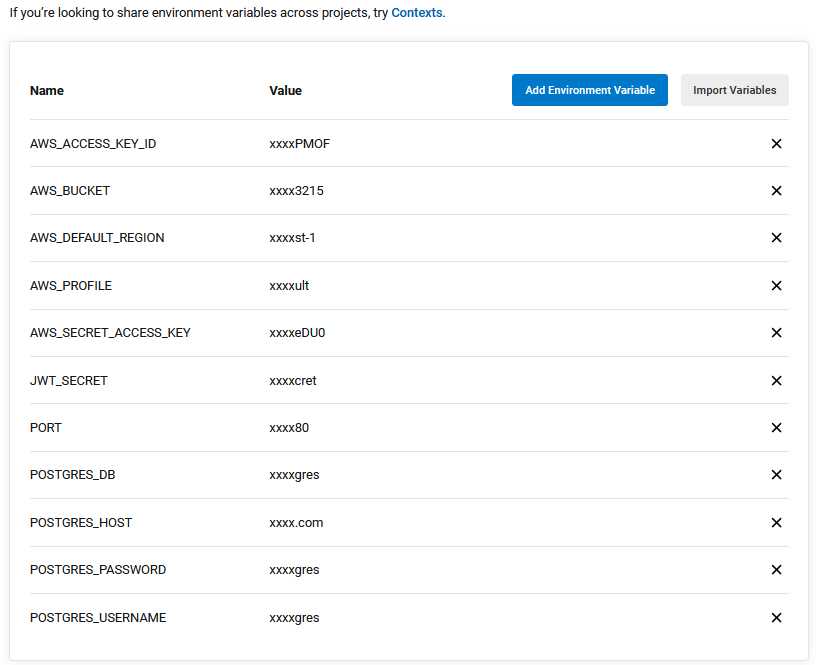 If you're looking to share environment variables across projects, try Contexts.
Name Value Add Environment Variable Import Variables
AWS_ACCESS_KEY_ID xxxxPMOF
AWS_BUCKET xxxx3215
AWS_DEFAULT_REGION xxxxst-1
AWS_PROFILE xxxxult
AWS_SECRET_ACCESS_KEY xxxxeDU0
JWT_SECRET xxxxcret
PORT xxxx80
POSTGRES_DB xxxxgres
POSTGRES_HOST xxxx.com
POSTGRES_PASSWORD xxxxgres
POSTGRES_USERNAME xxxxgres